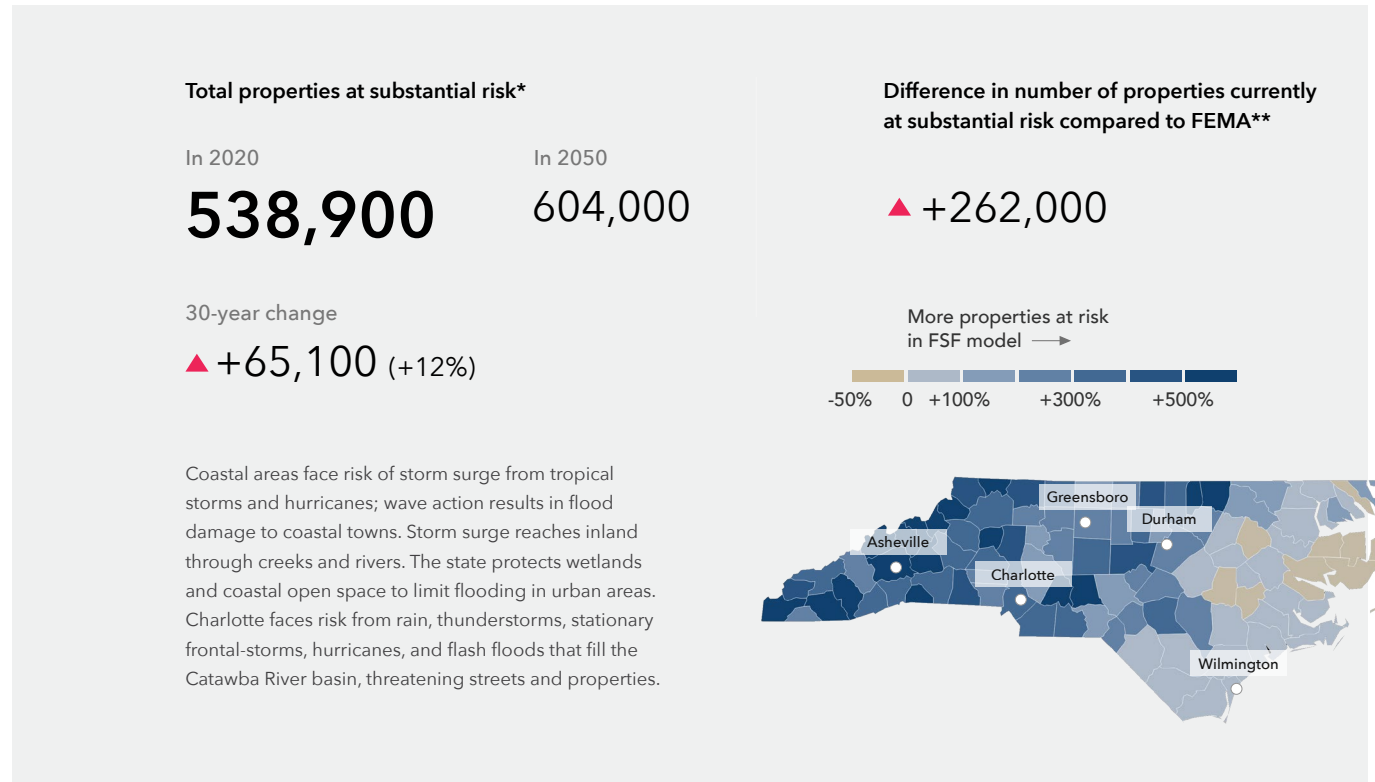 Total properties at substantial risk*
In 2020
538,900
In 2050
604,000
30-year change
+65,100 (+12%)
Coastal areas face risk of storm surge from tropical
storms and hurricanes; wave action results in flood
damage to coastal towns. Storm surge reaches inland
through creeks and rivers. The state protects wetlands
and coastal open space to limit flooding in urban areas.
Charlotte faces risk from rain, thunderstorms, stationary
frontal-storms, hurricanes, and flash floods that fill the
Catawba River basin, threatening streets and properties.
Difference in number of properties currently
at substantial risk compared to FEMA**
+262,000
More properties at risk
in FSF model
-50% 0 +100% +300% +500%
Greensboro
Durham
Asheville
Charlotte
Wilmington